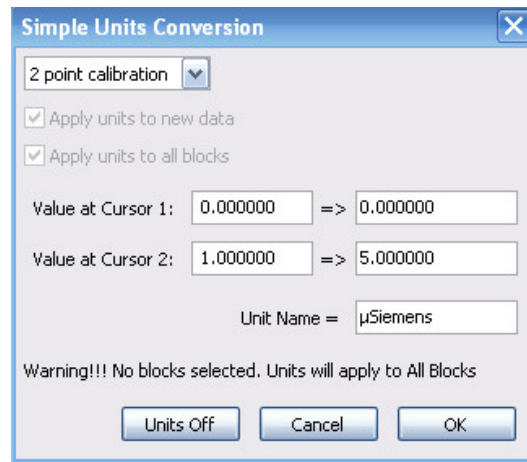 Simple Units Conversion
2 point calibration
Apply units to new data
Apply units to all blocks
Value at Cursor 1: 0.000000 => 0.000000
Value at Cursor 2: 1.000000 => 5.000000
Unit Name = µSiemens
Warning!!! No blocks selected. Units will apply to All Blocks
Units Off Cancel OK